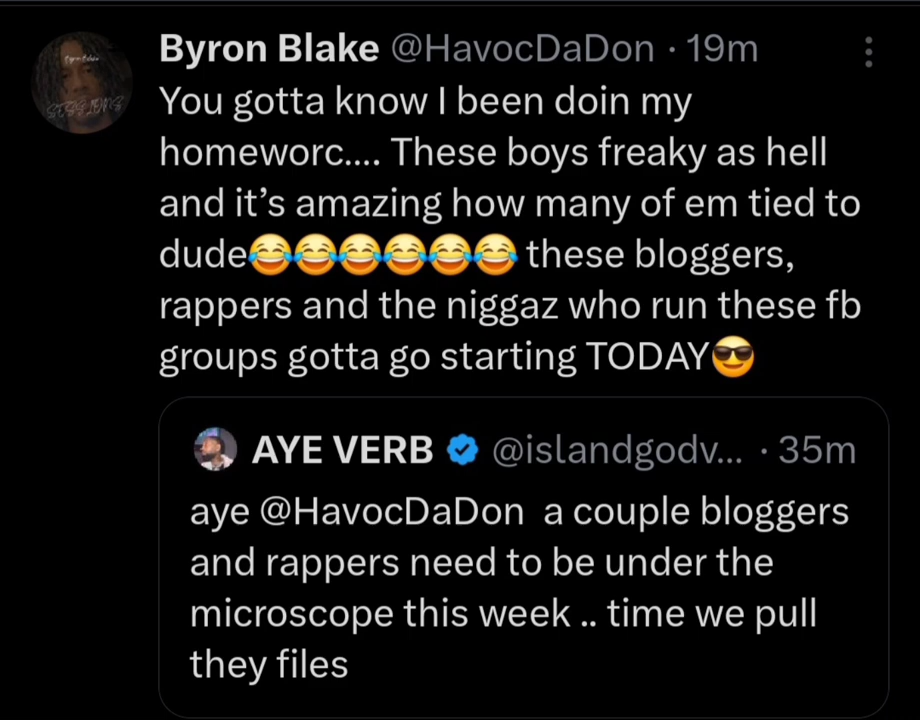 Byron Blake @HavocDaDon · 19m
You gotta know I been doin my
homeworc.... These boys freaky as hell
and it’s amazing how many of em tied to
dude😂😂😂😂😂😂 these bloggers,
rappers and the niggaz who run these fb
groups gotta go starting TODAY😎
AYE VERB @islandgodv... · 35m
aye @HavocDaDon a couple bloggers
and rappers need to be under the
microscope this week .. time we pull
they files